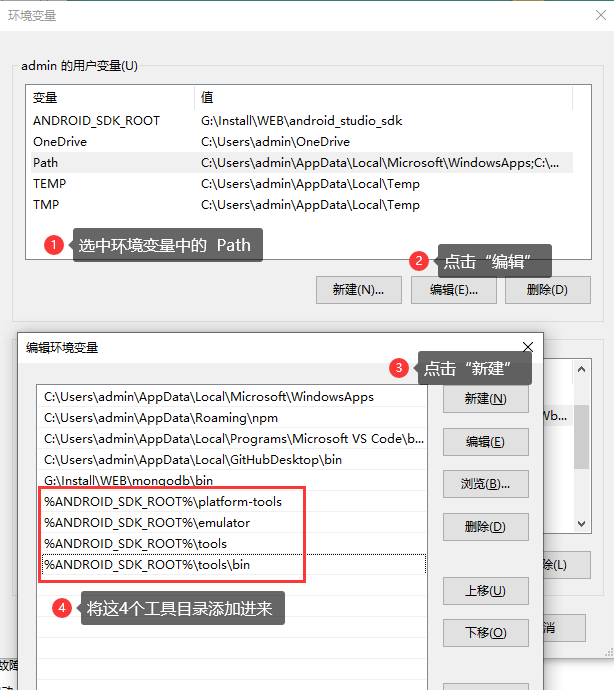 环境变量
admin 的用户变量(U)
变量 值
ANDROID_SDK_ROOT G:\Install\WEB\android_studio_sdk
OneDrive C:\Users\admin\OneDrive
Path C:\Users\admin\AppData\Local\Microsoft\WindowsApps;C:\...
TEMP C:\Users\admin\AppData\Local\Temp
TMP C:\Users\admin\AppData\Local\Temp
1 选中环境变量中的 Path
2 点击“编辑”
新建(N)... 编辑(E)... 删除(D)
编辑环境变量
3 点击“新建”
C:\Users\admin\AppData\Local\Microsoft\WindowsApps
新建(N)
C:\Users\admin\AppData\Roaming\npm
Wb...
C:\Users\admin\AppData\Local\Programs\Microsoft VS Code\b...
编辑(E)
C:\Users\admin\AppData\Local\GitHubDesktop\bin
G:\Install\WEB\mongodb\bin
浏览(B)...
%ANDROID_SDK_ROOT%\platform-tools
%ANDROID_SDK_ROOT%\emulator
删除(D)
%ANDROID_SDK_ROOT%\tools
%ANDROID_SDK_ROOT%\tools\bin
除(L)
上移(U)
4 将这4个工具目录添加进来
下移(O)
消
故障